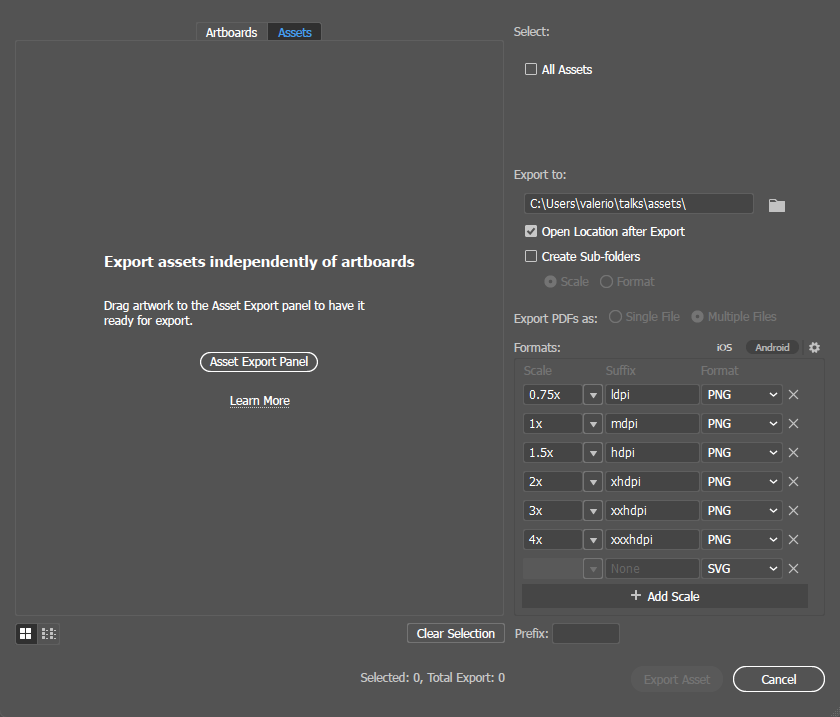 Artboards Assets
Export assets independently of artboards
Drag artwork to the Asset Export panel to have it
ready for export.
Asset Export Panel
Learn More
Clear Selection
Select:
All Assets
Export to:
C:\Users\valerio\talks\assets\
Open Location after Export
Create Sub-folders
Scale Format
Export PDFs as: Single File Multiple Files
Formats: iOS Android
Scale Suffix Format
0.75x ldpi PNG
1x mdpi PNG
1.5x hdpi PNG
2x xhdpi PNG
3x xxhdpi PNG
4x xxxhdpi PNG
None SVG
+ Add Scale
Prefix:
Selected: 0, Total Export: 0
Export Asset Cancel